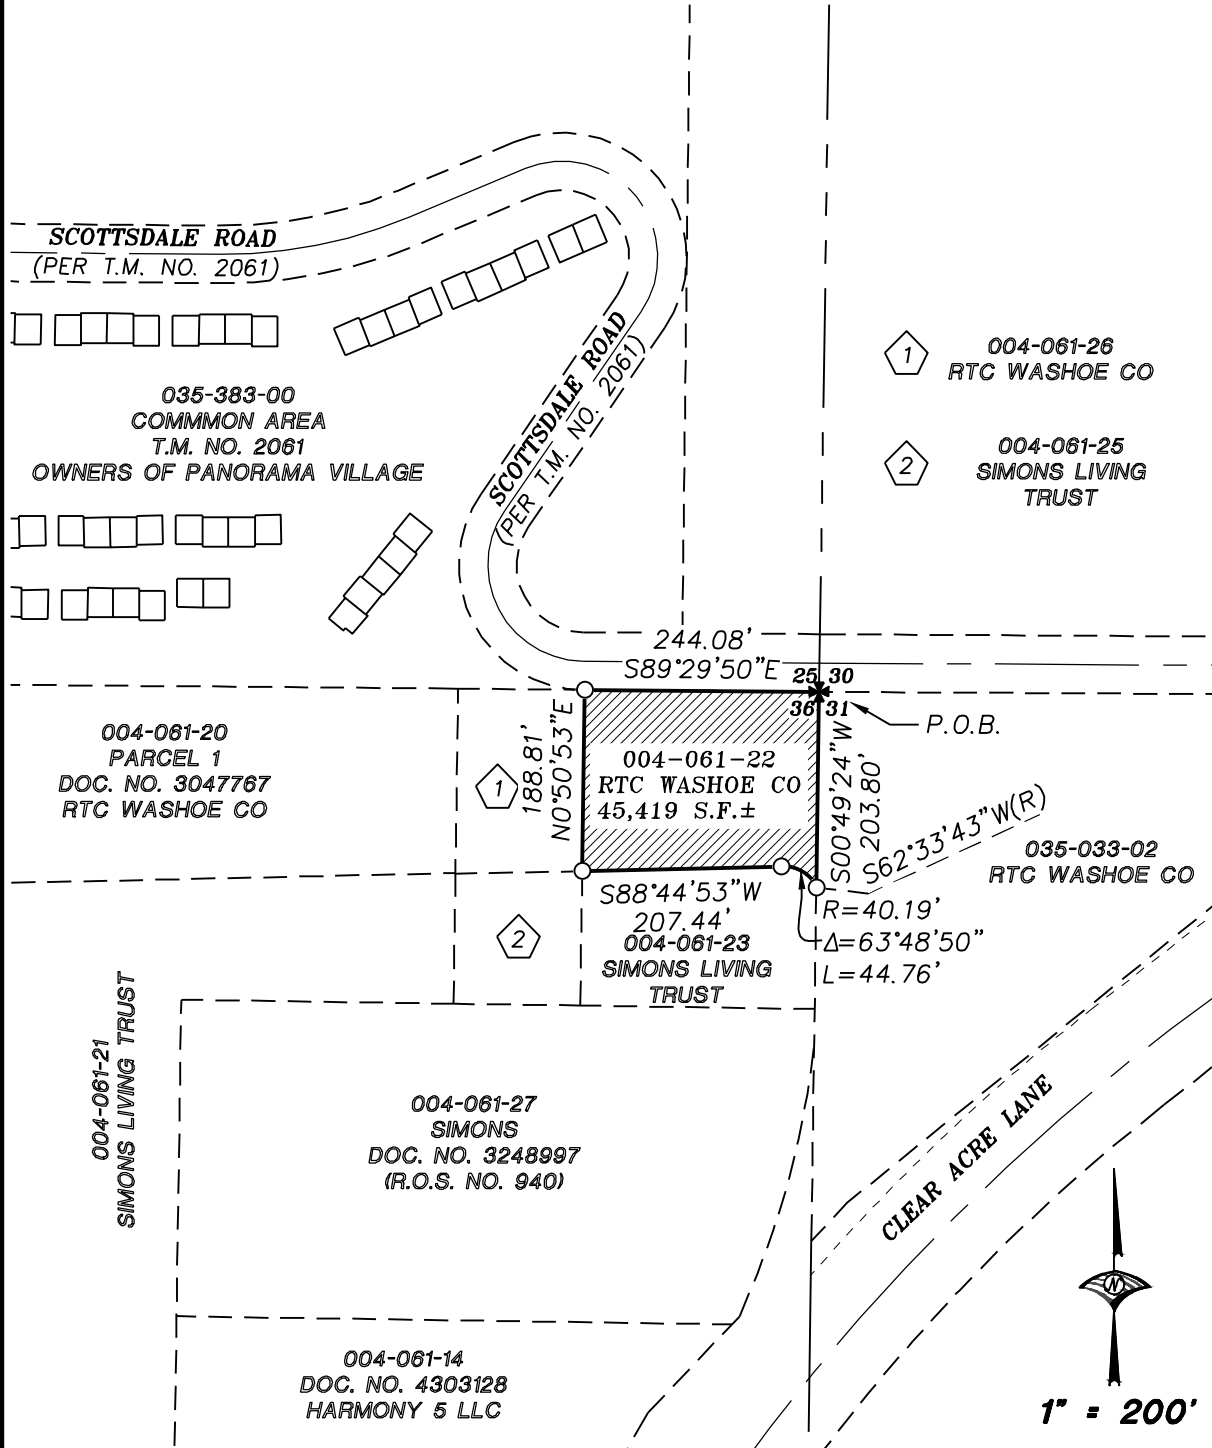 SCOTTSDALE ROAD
(PER T.M. NO. 2061)
SCOTTSDALE ROAD
(PER T.M. NO. 2061)
1
004-061-26
RTC WASHOE CO
2
004-061-25
SIMONS LIVING
TRUST
035-383-00
COMMMON AREA
T.M. NO. 2061
OWNERS OF PANORAMA VILLAGE
244.08'
S89°29'50"E
25 30
36 31
P.O.B.
004-061-20
PARCEL 1
DOC. NO. 3047767
RTC WASHOE CO
1
188.81'
N0°50'53"E
004-061-22
RTC WASHOE CO
45,419 S.F.±
S00°49'24"W
203.80'
S62°33'43"W(R)
035-033-02
RTC WASHOE CO
S88°44'53"W
207.44'
R=40.19'
Δ=63°48'50"
L=44.76'
2
004-061-23
SIMONS LIVING
TRUST
004-061-21
SIMONS LIVING TRUST
004-061-27
SIMONS
DOC. NO. 3248997
(R.O.S. NO. 940)
CLEAR ACRE LANE
004-061-14
DOC. NO. 4303128
HARMONY 5 LLC
N
1" = 200'